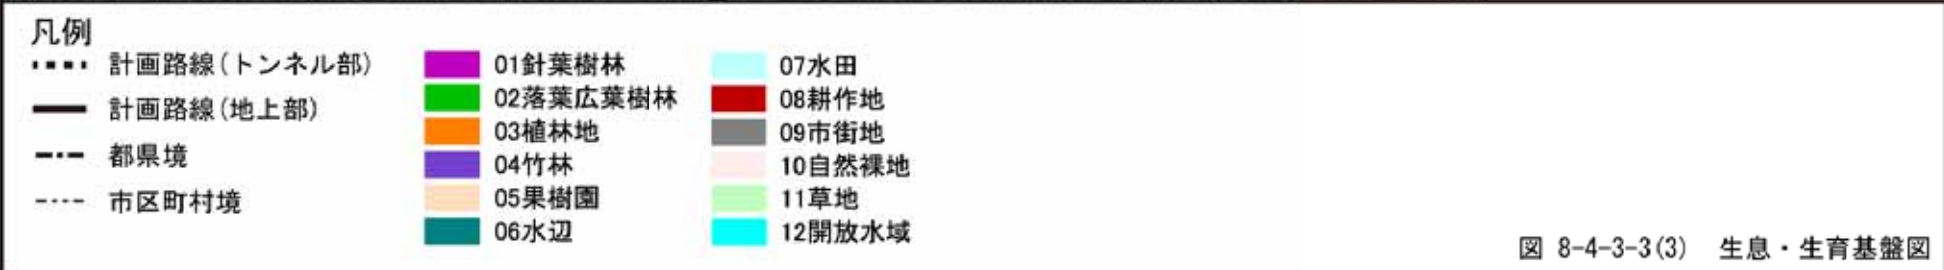 凡例
計画路線(トンネル部)
計画路線(地上部)
都県境
市区町村境
01針葉樹林
02落葉広葉樹林
03植林地
04竹林
05果樹園
06水辺
07水田
08耕作地
09市街地
10自然裸地
11草地
12開放水域
図 8-4-3-3(3) 生息・生育基盤図